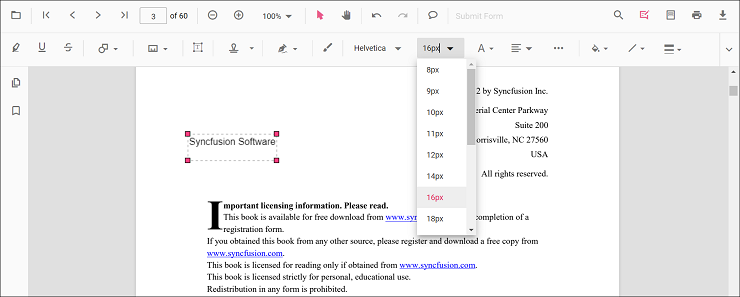 3 of 60 100% Submit Form
T Helvetica 16px A
8px
9px
10px
11px
12px
14px
16px
18px
2 by Syncfusion Inc.
Parkway
Suite 200
NC 27560
USA
All rights reserved.
Syncfusion Software
Important licensing information. Please read.
This book is available for free download from www.sy completion of a
registration form.
If you obtained this book from any other source, please register and download a free copy from
www.syncfusion.com.
This book is licensed for reading only if obtained from www.syncfusion.com.
This book is licensed strictly for personal, educational use.
Redistribution in any form is prohibited.